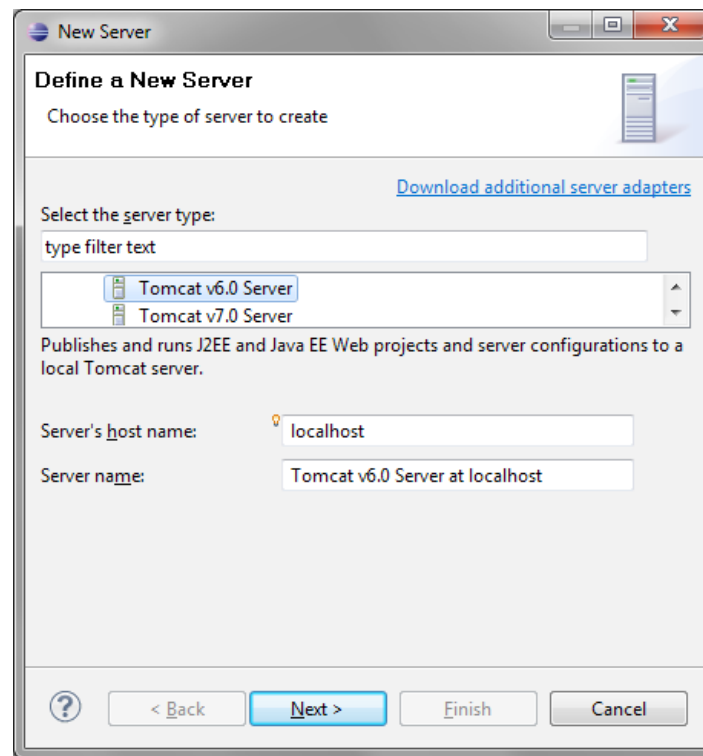 New Server
Define a New Server
Choose the type of server to create
Download additional server adapters
Select the server type:
type filter text
Tomcat v6.0 Server
Tomcat v7.0 Server
Publishes and runs J2EE and Java EE Web projects and server configurations to a
local Tomcat server.
Server's host name: localhost
Server name: Tomcat v6.0 Server at localhost
? < Back Next > Finish Cancel